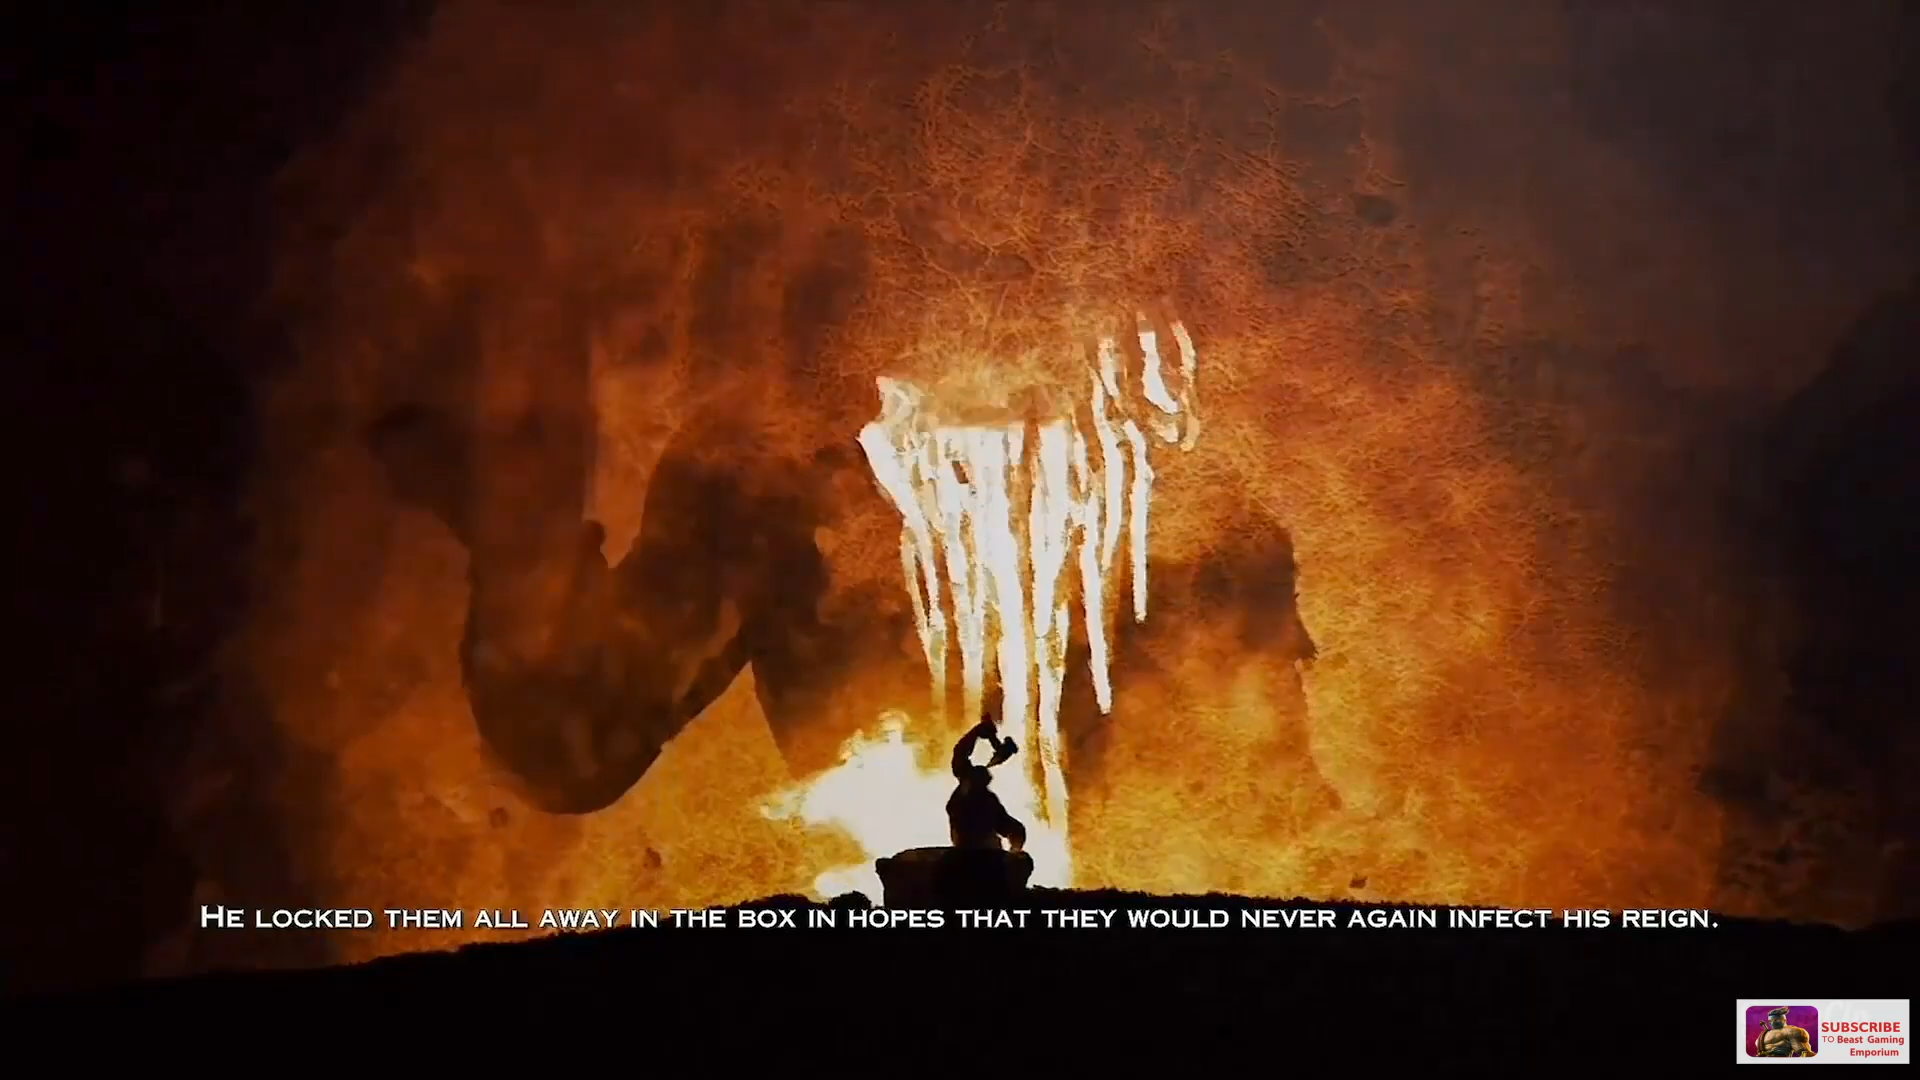 HE LOCKED THEM ALL AWAY IN THE BOX IN HOPES THAT THEY WOULD NEVER AGAIN INFECT HIS REIGN.
SUBSCRIBE
TO Beast Gaming
Emporium